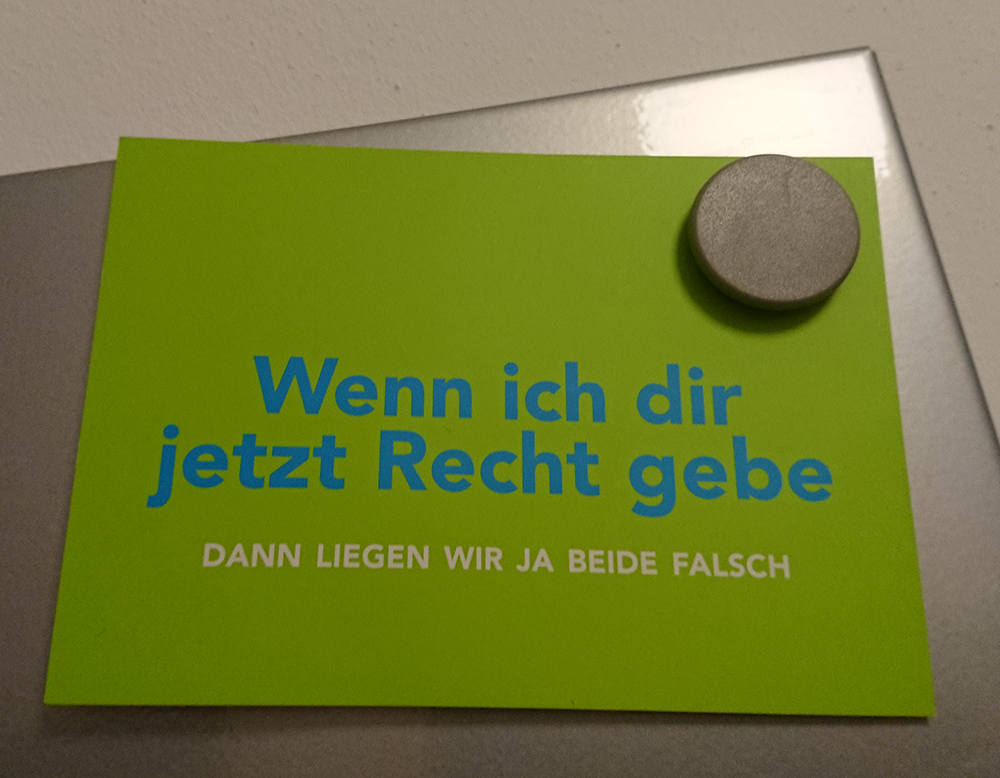 Wenn ich dir
jetzt Recht gebe
DANN LIEGEN WIR JA BEIDE FALSCH